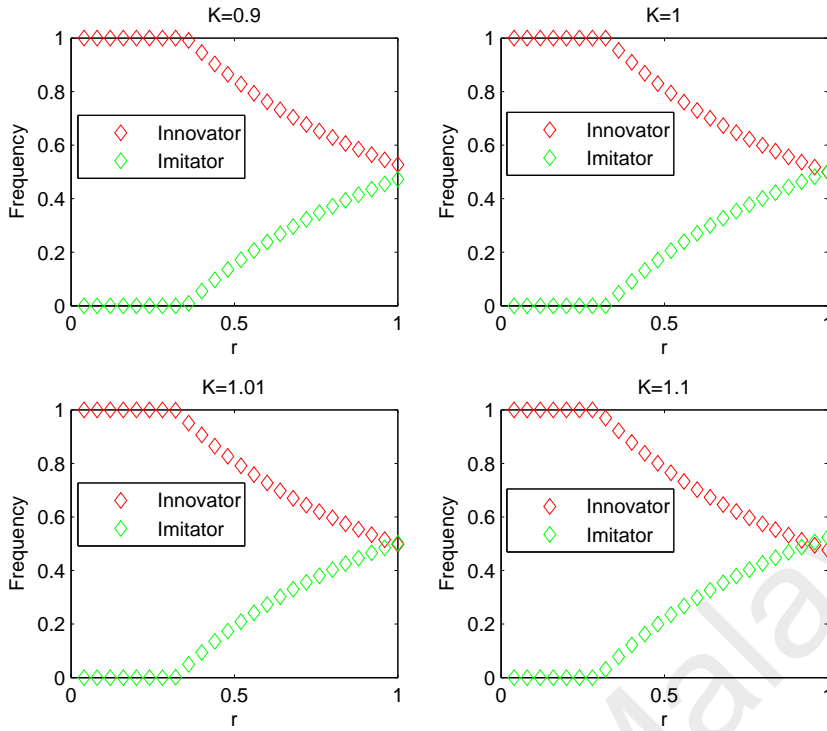 K=0.9
1
0.8
0.6
0.4
0.2
0
Frequency
Innovator
Imitator
0
0.5
1
r
K=1
1
0.8
0.6
0.4
0.2
0
Frequency
Innovator
Imitator
0
0.5
1
r
K=1.01
1
0.8
0.6
0.4
0.2
0
Frequency
Innovator
Imitator
0
0.5
1
r
K=1.1
1
0.8
0.6
0.4
0.2
0
Frequency
Innovator
Imitator
0
0.5
1
r
Mala